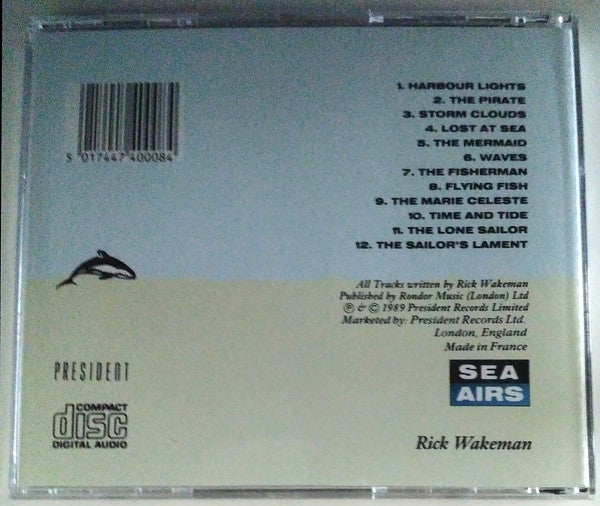 1. HARBOUR LIGHTS
2. THE PIRATE
3. STORM CLOUDS
4. LOST AT SEA
5. THE MERMAID
6. WAVES
7. THE FISHERMAN
8. FLYING FISH
9. THE MARIE CELESTE
10. TIME AND TIDE
11. THE LONE SAILOR
12. THE SAILOR'S LAMENT
5 017447 400084
All Tracks written by Rick Wakeman
Published by Rondor Music (London) Ltd
℗ & © 1989 President Records Limited
Marketed by: President Records Ltd.
London, England
Made in France
PRESIDENT
SEA
AIRS
COMPACT
disc
DIGITAL AUDIO
Rick Wakeman